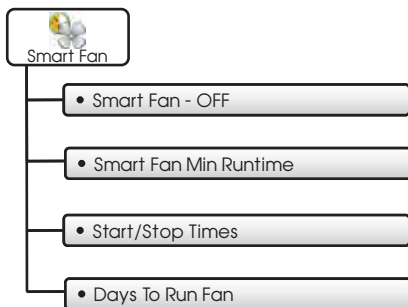 Smart Fan
• Smart Fan - OFF
• Smart Fan Min Runtime
• Start/Stop Times
• Days To Run Fan